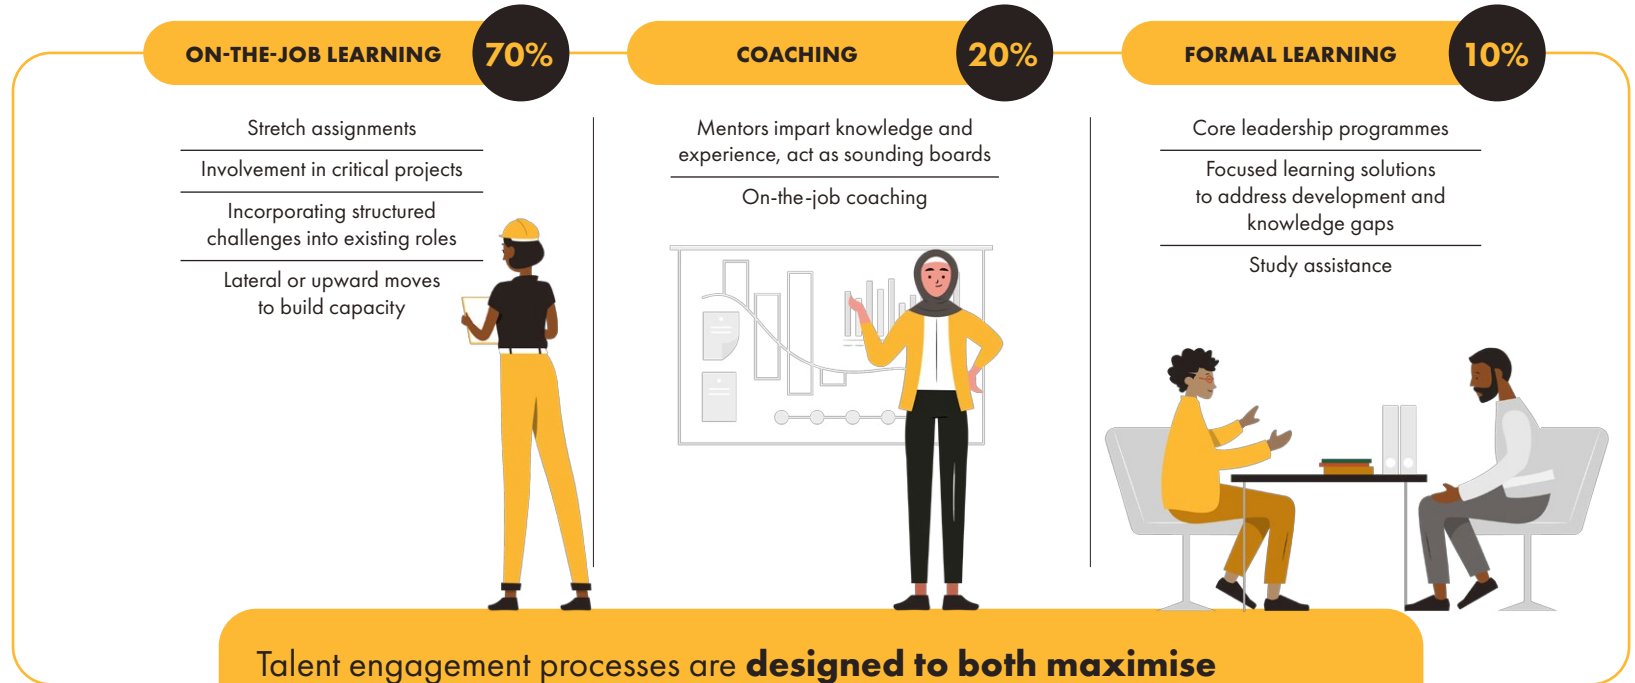 ON-THE-JOB LEARNING 70%
Stretch assignments
Involvement in critical projects
Incorporating structured
challenges into existing roles
Lateral or upward moves
to build capacity
COACHING 20%
Mentors impart knowledge and
experience, act as sounding boards
On-the-job coaching
FORMAL LEARNING 10%
Core leadership programmes
Focused learning solutions
to address development and
knowledge gaps
Study assistance
Talent engagement processes are designed to both maximise